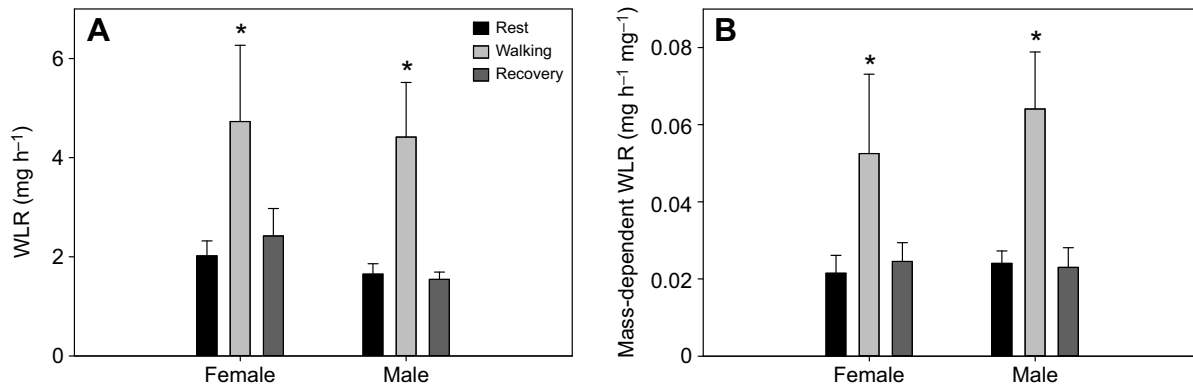 A
*
*
Rest
Walking
Recovery
WLR (mg h⁻¹)
6
4
2
0
Female
Male
B
*
*
Mass-dependent WLR (mg h⁻¹ mg⁻¹)
0.08
0.06
0.04
0.02
0
Female
Male